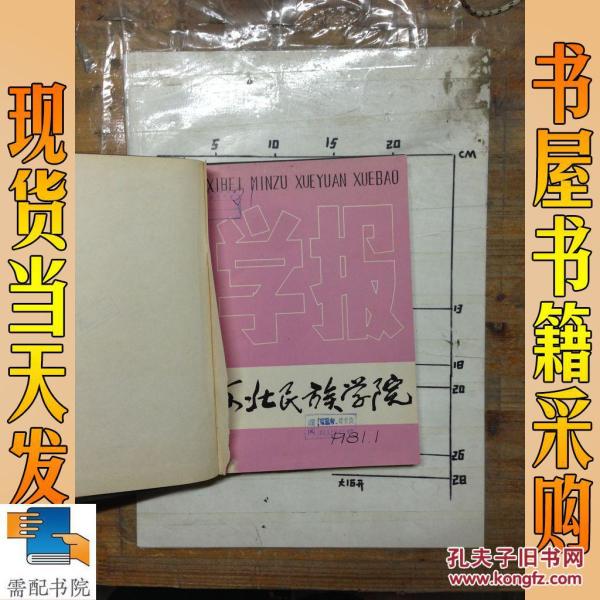 现货当天发
书屋书籍采购
5 10 15 20
CM
XIBEI MINZU XUEYUAN XUEBAO
学报
西北民族学院
1981.1
13
18
20
26
大16开
28
需配书院
孔夫子旧书网
www.kongfz.com